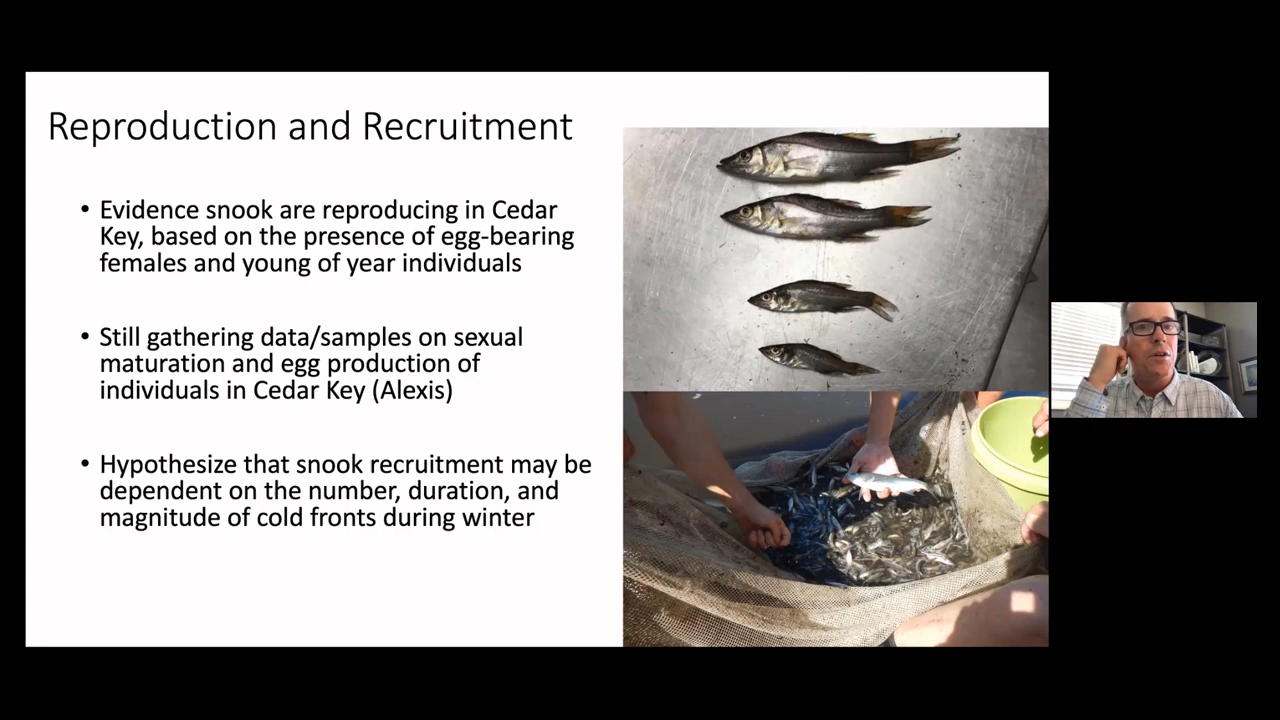 Reproduction and Recruitment
• Evidence snook are reproducing in Cedar
Key, based on the presence of egg-bearing
females and young of year individuals
• Still gathering data/samples on sexual
maturation and egg production of
individuals in Cedar Key (Alexis)
• Hypothesize that snook recruitment may be
dependent on the number, duration, and
magnitude of cold fronts during winter